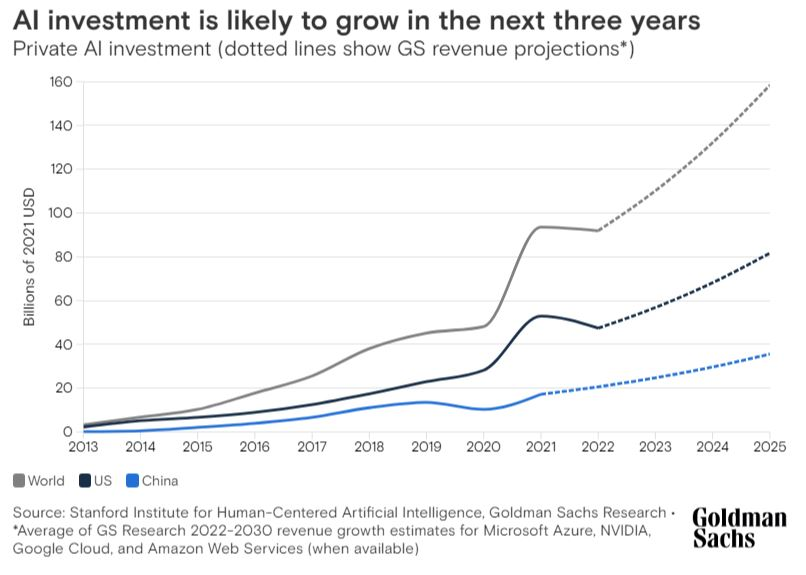 AI investment is likely to grow in the next three years
Private AI investment (dotted lines show GS revenue projections*)
Billions of 2021 USD
160
140
120
100
80
60
40
20
0
2013 2014 2015 2016 2017 2018 2019 2020 2021 2022 2023 2024 2025
World US China
Source: Stanford Institute for Human-Centered Artificial Intelligence, Goldman Sachs Research •
*Average of GS Research 2022-2030 revenue growth estimates for Microsoft Azure, NVIDIA,
Google Cloud, and Amazon Web Services (when available)
Goldman
Sachs